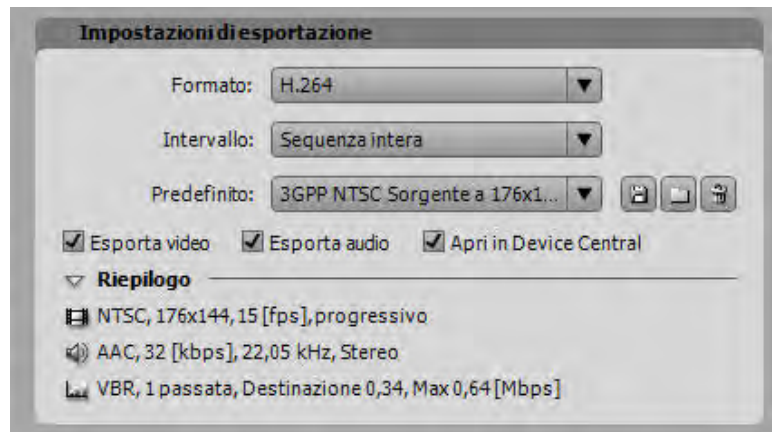 Impostazioni di esportazione
Formato: H.264
Intervallo: Sequenza intera
Predefinito: 3GPP NTSC Sorgente a 176x1...
Esporta video Esporta audio Apri in Device Central
Riepilogo
NTSC, 176x144, 15 [fps], progressivo
AAC, 32 [kbps], 22,05 kHz, Stereo
VBR, 1 passata, Destinazione 0,34, Max 0,64 [Mbps]